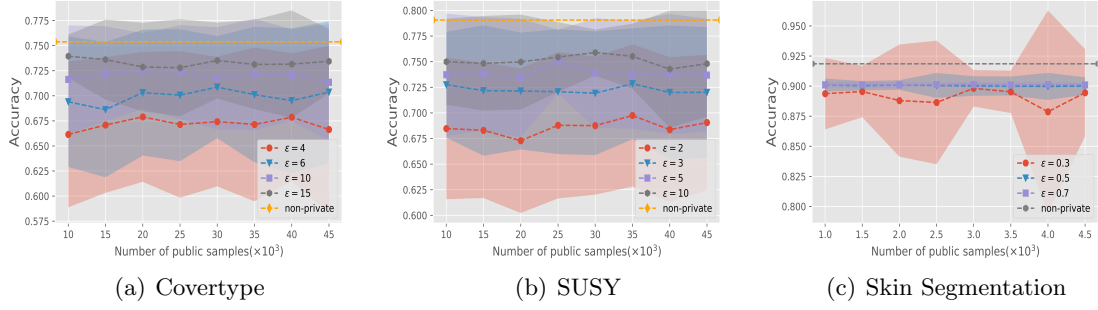 0.775
0.750
0.725
0.700
0.675
0.650
0.625
0.600
0.575
Accuracy
10 15 20 25 30 35 40 45
Number of public samples(×10³)
ε = 4
ε = 6
ε = 10
ε = 15
non-private
(a) Covertype
0.800
0.775
0.750
0.725
0.700
0.675
0.650
0.625
0.600
Accuracy
10 15 20 25 30 35 40 45
Number of public samples(×10³)
ε = 2
ε = 3
ε = 5
ε = 10
non-private
(b) SUSY
0.950
0.925
0.900
0.875
0.850
0.825
0.800
Accuracy
1.0 1.5 2.0 2.5 3.0 3.5 4.0 4.5
Number of public samples(×10³)
ε = 0.3
ε = 0.5
ε = 0.7
non-private
(c) Skin Segmentation